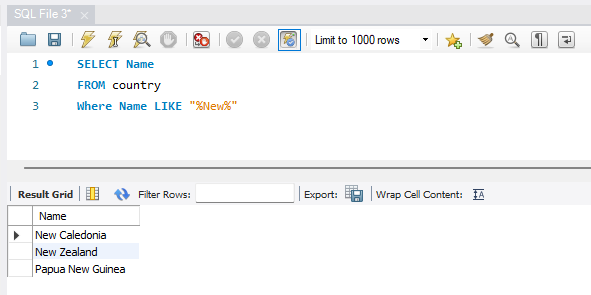 SQL File 3*
Limit to 1000 rows
1 SELECT Name
2 FROM country
3 Where Name LIKE "%New%"
Result Grid Filter Rows: Export: Wrap Cell Content:
Name
New Caledonia
New Zealand
Papua New Guinea